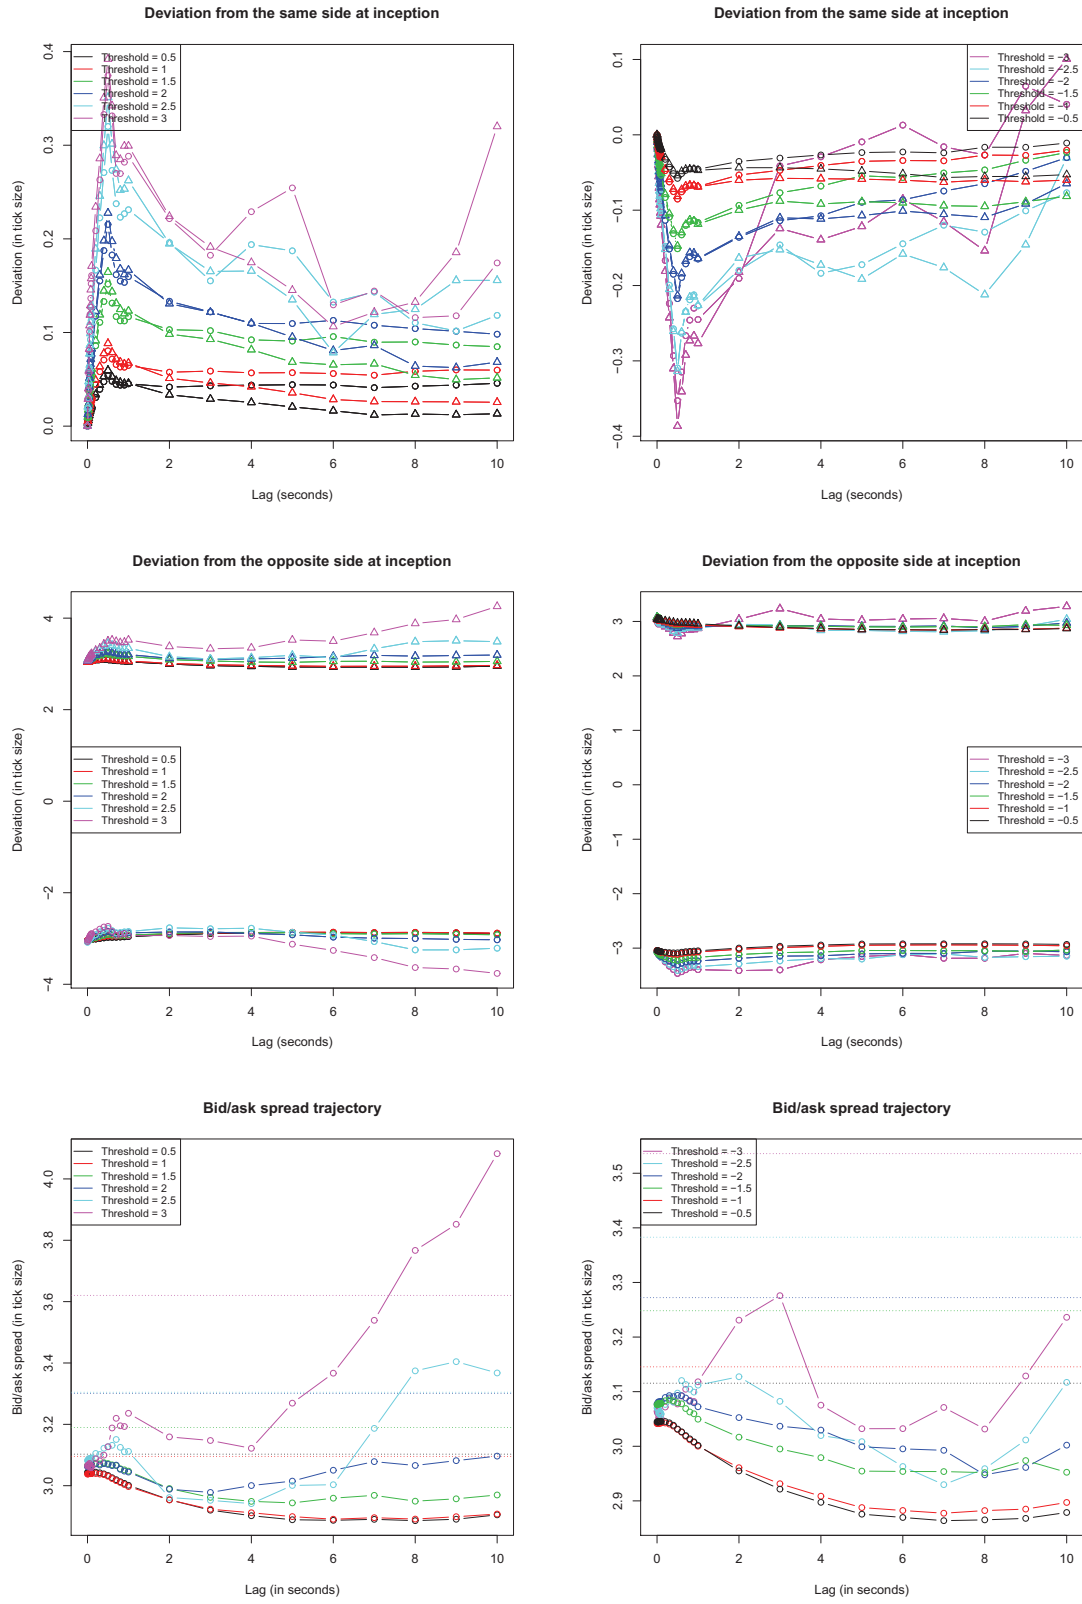 Deviation from the same side at inception
Deviation (in tick size)
0.4
0.3
0.2
0.1
0.0
Threshold = 0.5
Threshold = 1
Threshold = 1.5
Threshold = 2
Threshold = 2.5
Threshold = 3
0 2 4 6 8 10
Lag (seconds)
Deviation from the same side at inception
Deviation (in tick size)
0.1
0.0
−0.1
−0.2
−0.3
−0.4
Threshold = −3
Threshold = −2.5
Threshold = −2
Threshold = −1.5
Threshold = −1
Threshold = −0.5
0 2 4 6 8 10
Lag (seconds)
Deviation from the opposite side at inception
Deviation (in tick size)
4
2
0
−2
−4
Threshold = 0.5
Threshold = 1
Threshold = 1.5
Threshold = 2
Threshold = 2.5
Threshold = 3
0 2 4 6 8 10
Lag (seconds)
Deviation from the opposite side at inception
Deviation (in tick size)
3
2
1
0
−1
−3
Threshold = −3
Threshold = −2.5
Threshold = −2
Threshold = −1.5
Threshold = −1
Threshold = −0.5
0 2 4 6 8 10
Lag (seconds)
Bid/ask spread trajectory
Bid/ask spread (in tick size)
4.0
3.8
3.6
3.4
3.2
3.0
Threshold = 0.5
Threshold = 1
Threshold = 1.5
Threshold = 2
Threshold = 2.5
Threshold = 3
0 2 4 6 8 10
Lag (in seconds)
Bid/ask spread trajectory
Bid/ask spread (in tick size)
3.5
3.4
3.3
3.2
3.1
3.0
2.9
Threshold = −3
Threshold = −2.5
Threshold = −2
Threshold = −1.5
Threshold = −1
Threshold = −0.5
0 2 4 6 8 10
Lag (in seconds)